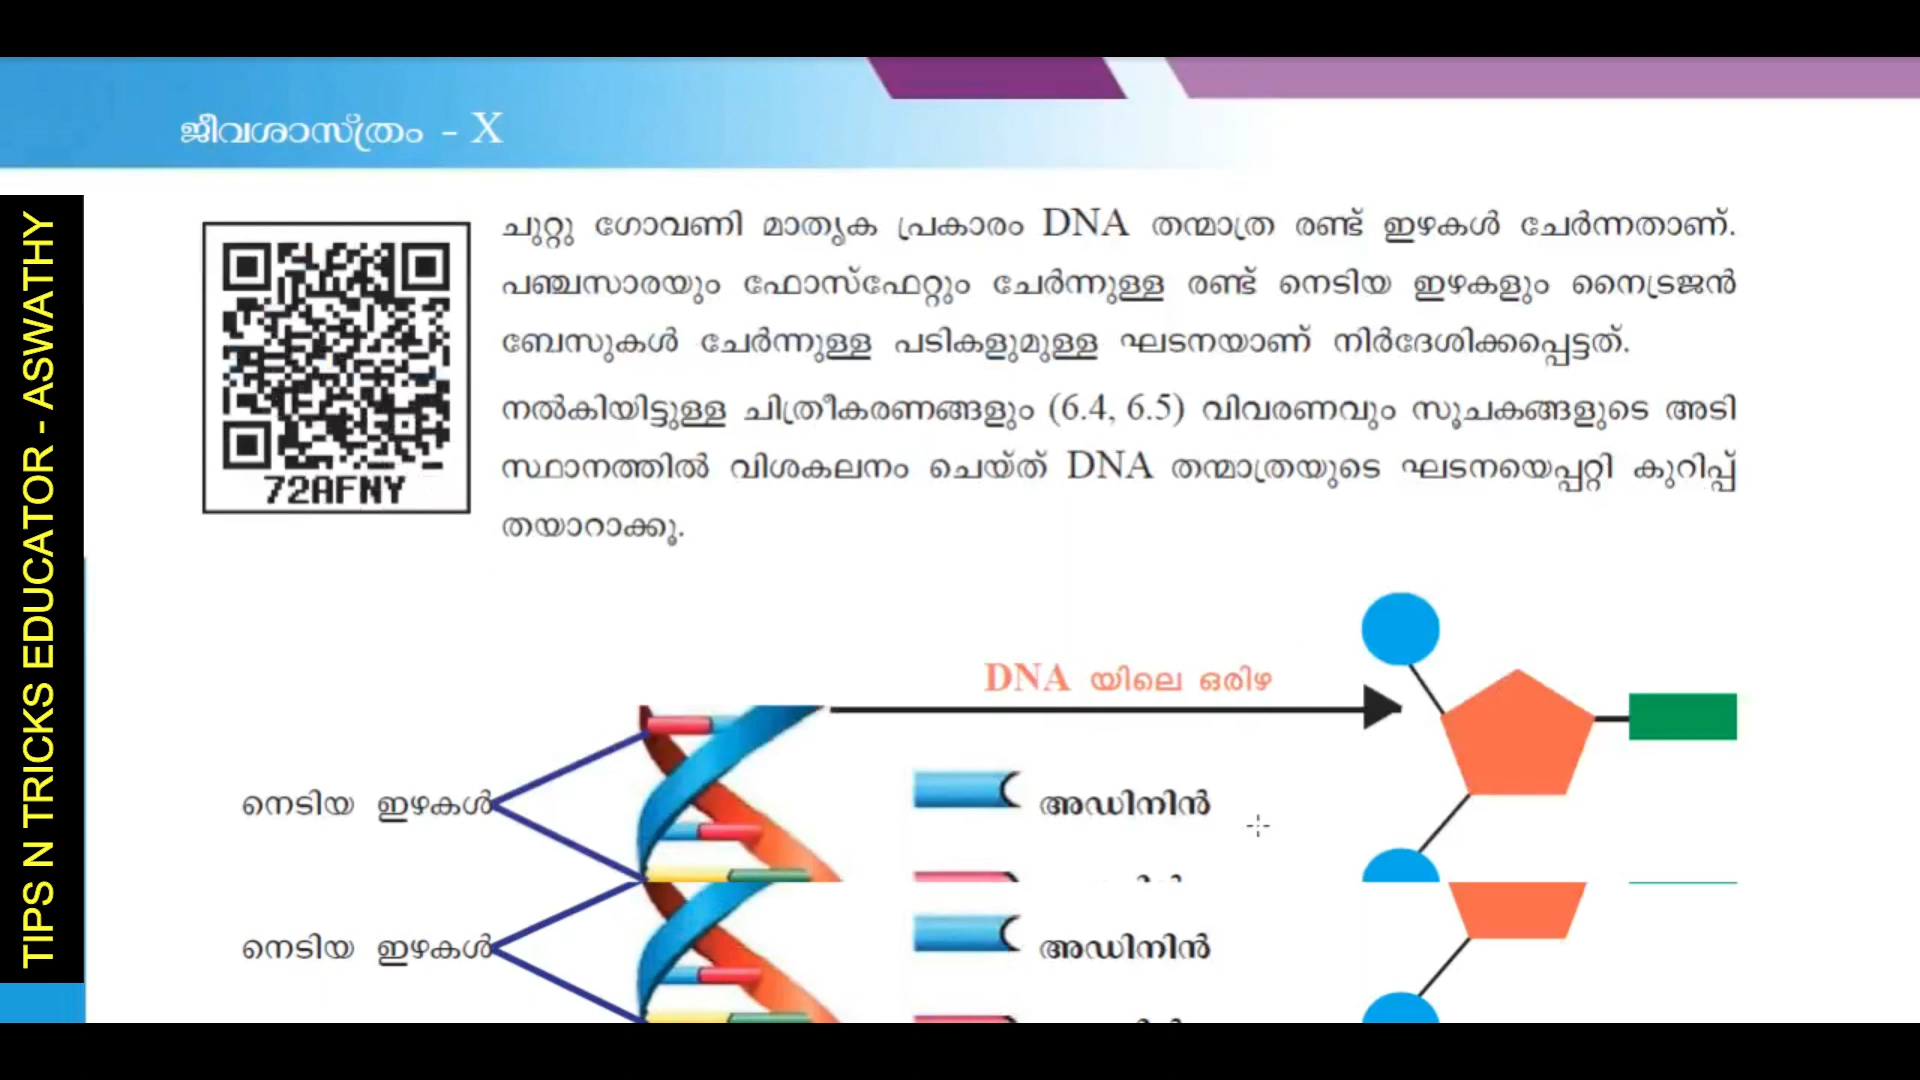 ജീവശാസ്ത്രം - X
TIPS N TRICKS EDUCATOR - ASWATHY
72AFNY
ചുറ്റു ഗോവണി മാതൃക പ്രകാരം DNA തന്മാത്ര രണ്ട് ഇഴകൾ ചേർന്നതാണ്.
പഞ്ചസാരയും ഫോസ്ഫേറ്റും ചേർന്നുള്ള രണ്ട് നെടിയ ഇഴകളും നൈട്രജൻ
ബേസുകൾ ചേർന്നുള്ള പടികളുമുള്ള ഘടനയാണ് നിർദേശിക്കപ്പെട്ടത്.
നൽകിയിട്ടുള്ള ചിത്രീകരണങ്ങളും (6.4, 6.5) വിവരണവും സൂചകങ്ങളുടെ അടി
സ്ഥാനത്തിൽ വിശകലനം ചെയ്ത് DNA തന്മാത്രയുടെ ഘടനയെപ്പറ്റി കുറിപ്പ്
തയാറാക്കൂ.
DNA യിലെ ഒരിഴ
നെടിയ ഇഴകൾ
അഡിനിൻ
നെടിയ ഇഴകൾ
അഡിനിൻ